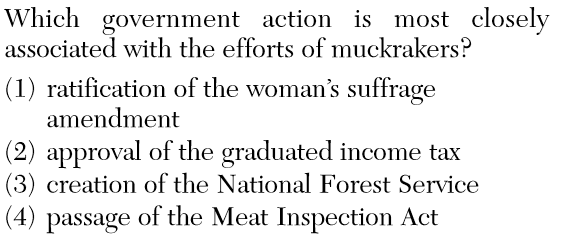 Which government action is most closely
associated with the efforts of muckrakers?
(1) ratification of the woman's suffrage
amendment
(2) approval of the graduated income tax
(3) creation of the National Forest Service
(4) passage of the Meat Inspection Act